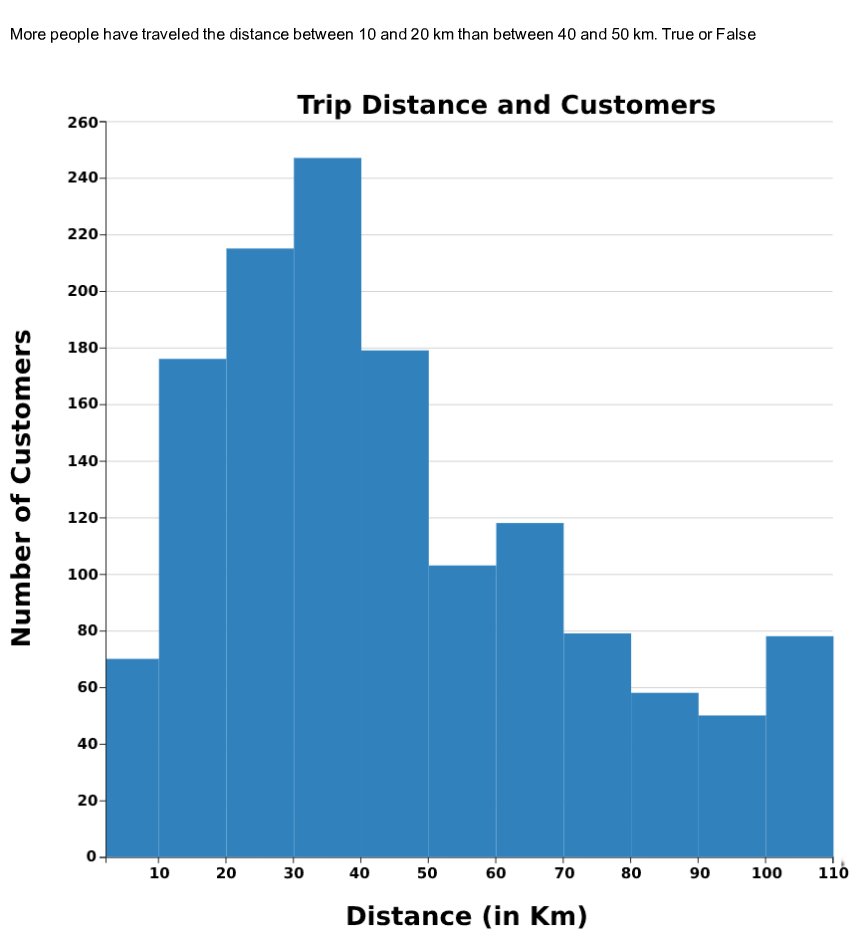 More people have traveled the distance between 10 and 20 km than between 40 and 50 km. True or False
Trip Distance and Customers
260
240
220
200
180
160
140
120
100
80
60
40
20
0
Number of Customers
10 20 30 40 50 60 70 80 90 100 110
Distance (in Km)